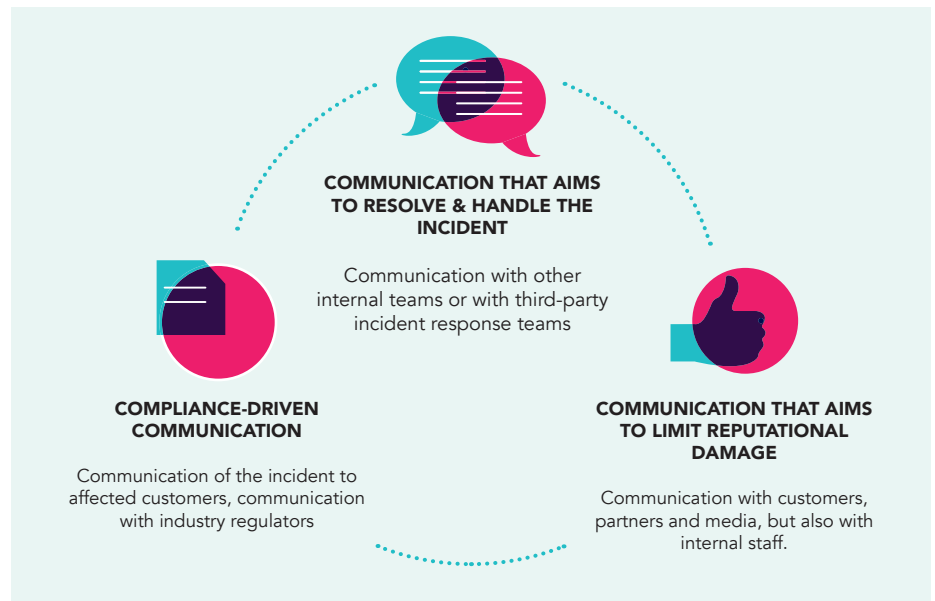 COMMUNICATION THAT AIMS
TO RESOLVE & HANDLE THE
INCIDENT
Communication with other
internal teams or with third-party
incident response teams
COMPLIANCE-DRIVEN
COMMUNICATION
Communication of the incident to
affected customers, communication
with industry regulators
COMMUNICATION THAT AIMS
TO LIMIT REPUTATIONAL
DAMAGE
Communication with customers,
partners and media, but also with
internal staff.